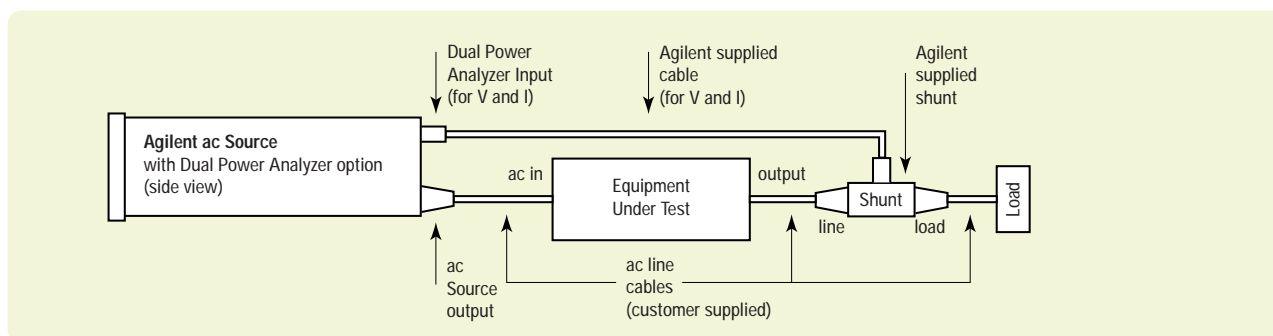 Dual Power
Analyzer Input
(for V and I)
Agilent supplied
cable
(for V and I)
Agilent
supplied
shunt
Agilent ac Source
with Dual Power Analyzer option
(side view)
ac in
Equipment
Under Test
output
line
Shunt
load
Load
ac
Source
output
ac line
cables
(customer supplied)